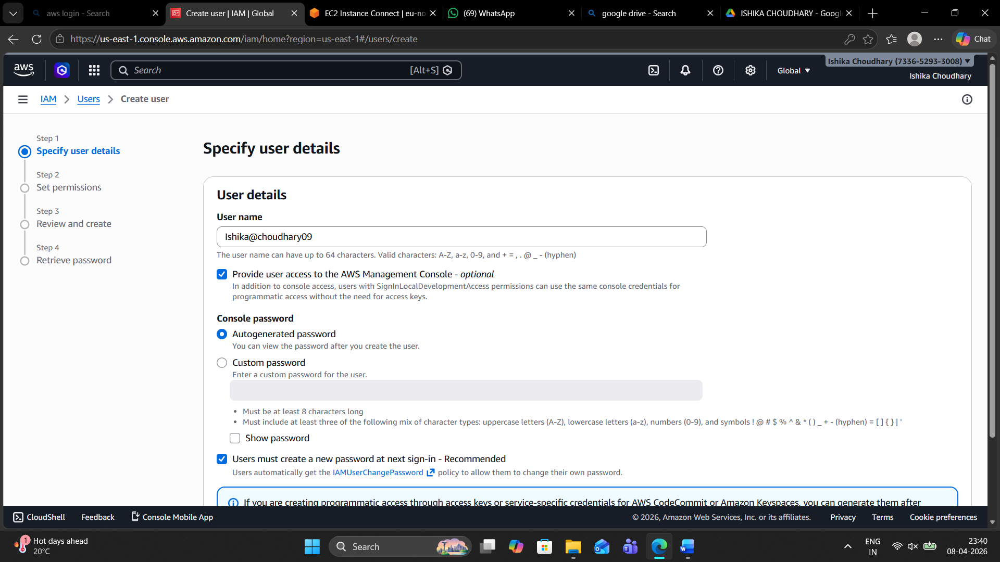 aws login - Search
Create user | IAM | Global
EC2 Instance Connect | eu-no
(69) WhatsApp
google drive - Search
ISHIKA CHOUDHARY - Googl
https://us-east-1.console.aws.amazon.com/iam/home?region=us-east-1#/users/create
Chat
aws
Search
[Alt+S]
Global
Ishika Choudhary (7336-5293-3008)
Ishika Choudhary
IAM
Users
Create user
Step 1
Specify user details
Step 2
Set permissions
Step 3
Review and create
Step 4
Retrieve password
Specify user details
User details
User name
Ishika@choudhary09
The user name can have up to 64 characters. Valid characters: A-Z, a-z, 0-9, and + = , . @ _ - (hyphen)
Provide user access to the AWS Management Console - optional
In addition to console access, users with SignInLocalDevelopmentAccess permissions can use the same console credentials for
programmatic access without the need for access keys.
Console password
Autogenerated password
You can view the password after you create the user.
Custom password
Enter a custom password for the user.
• Must be at least 8 characters long
• Must include at least three of the following mix of character types: uppercase letters (A-Z), lowercase letters (a-z), numbers (0-9), and symbols ! @ # $ % ^ & * ( ) _ + - (hyphen) = [ ] { } | '
Show password
Users must create a new password at next sign-in - Recommended
Users automatically get the IAMUserChangePassword policy to allow them to change their own password.
If you are creating programmatic access through access keys or service-specific credentials for AWS CodeCommit or Amazon Keyspaces, you can generate them after
CloudShell
Feedback
Console Mobile App
© 2026, Amazon Web Services, Inc. or its affiliates.
Privacy
Terms
Cookie preferences
1
Hot days ahead
20°C
Search
ENG
IN
23:40
08-04-2026